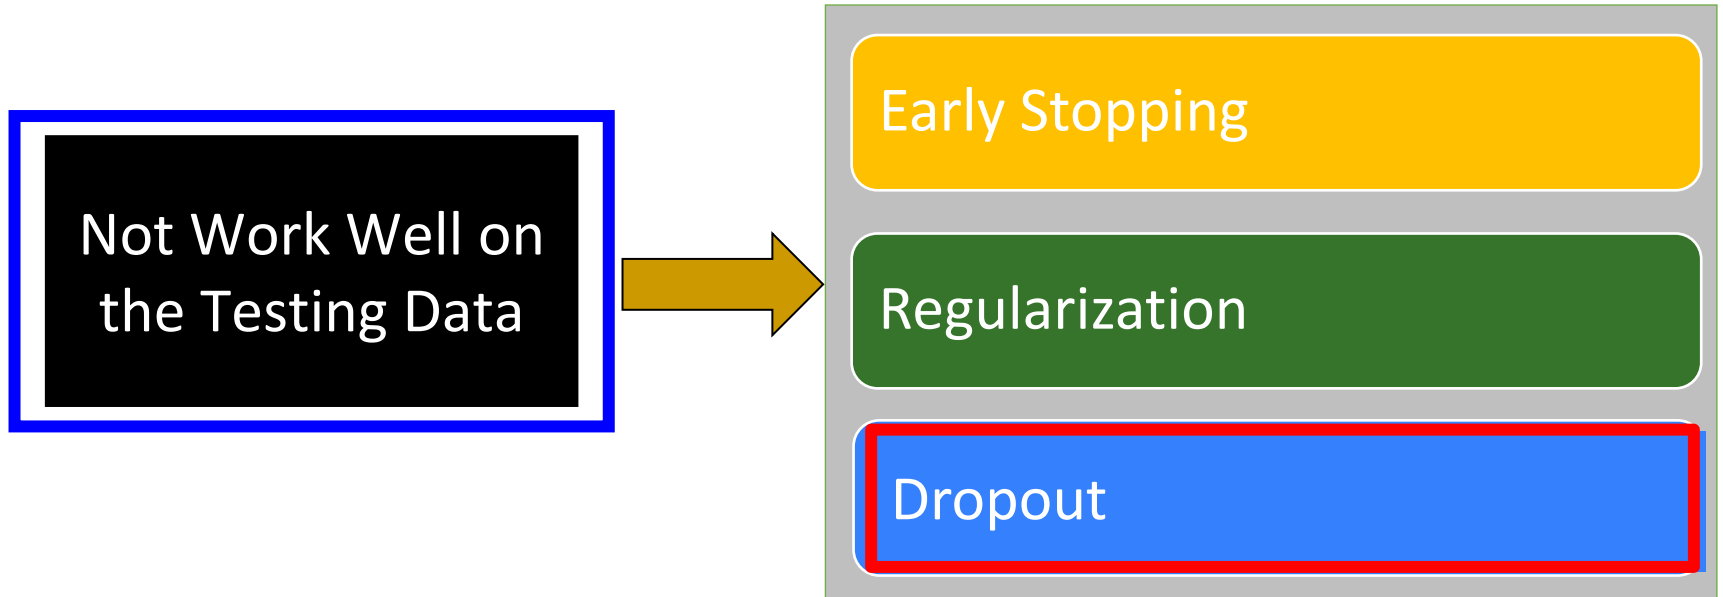 Not Work Well on
the Testing Data
Early Stopping
Regularization
Dropout